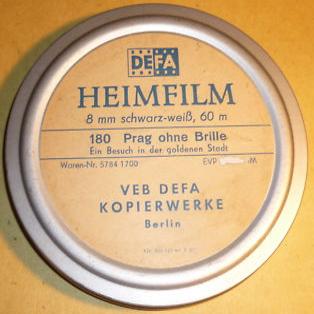 DEFA
HEIMFILM
8 mm schwarz-weiß, 60 m
180 Prag ohne Brille
Ein Besuch in der goldenen Stadt
Waren-Nr. 5784 1700 EVP M
VEB DEFA
KOPIERWERKE
Berlin